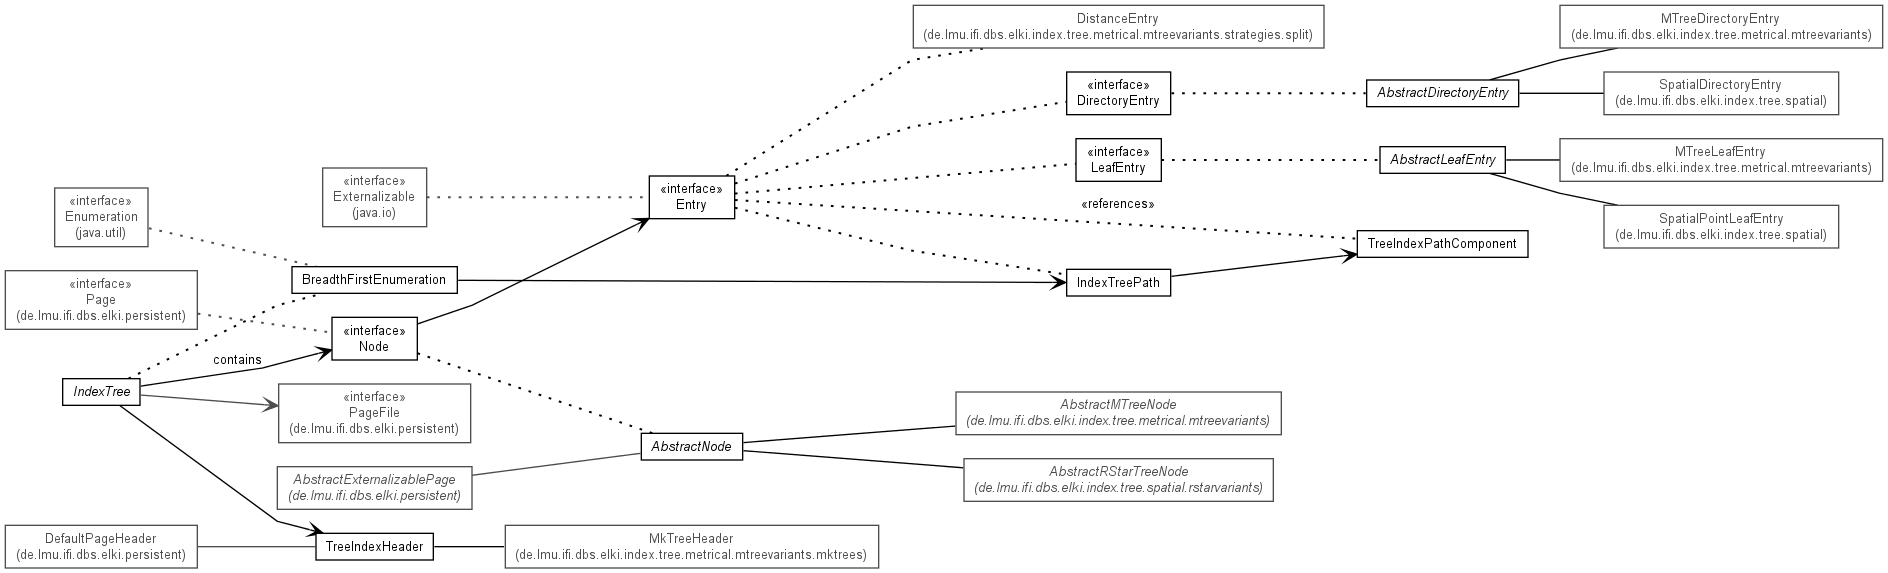 DistanceEntry
(de.lmu.ifi.dbs.elki.index.tree.metrical.mtreevariants.strategies.split)
MTreeDirectoryEntry
(de.lmu.ifi.dbs.elki.index.tree.metrical.mtreevariants)
«interface»
DirectoryEntry
AbstractDirectoryEntry
SpatialDirectoryEntry
(de.lmu.ifi.dbs.elki.index.tree.spatial)
«interface»
LeafEntry
AbstractLeafEntry
MTreeLeafEntry
(de.lmu.ifi.dbs.elki.index.tree.metrical.mtreevariants)
«interface»
Externalizable
(java.io)
«interface»
Entry
«interface»
Enumeration
(java.util)
«references»
SpatialPointLeafEntry
(de.lmu.ifi.dbs.elki.index.tree.spatial)
TreeIndexPathComponent
BreadthFirstEnumeration
IndexTreePath
«interface»
Page
(de.lmu.ifi.dbs.elki.persistent)
«interface»
Node
contains
IndexTree
«interface»
PageFile
(de.lmu.ifi.dbs.elki.persistent)
AbstractMTreeNode
(de.lmu.ifi.dbs.elki.index.tree.metrical.mtreevariants)
AbstractNode
AbstractExternalizablePage
(de.lmu.ifi.dbs.elki.persistent)
AbstractRStarTreeNode
(de.lmu.ifi.dbs.elki.index.tree.spatial.rstarvariants)
DefaultPageHeader
(de.lmu.ifi.dbs.elki.persistent)
TreeIndexHeader
MkTreeHeader
(de.lmu.ifi.dbs.elki.index.tree.metrical.mtreevariants.mktrees)